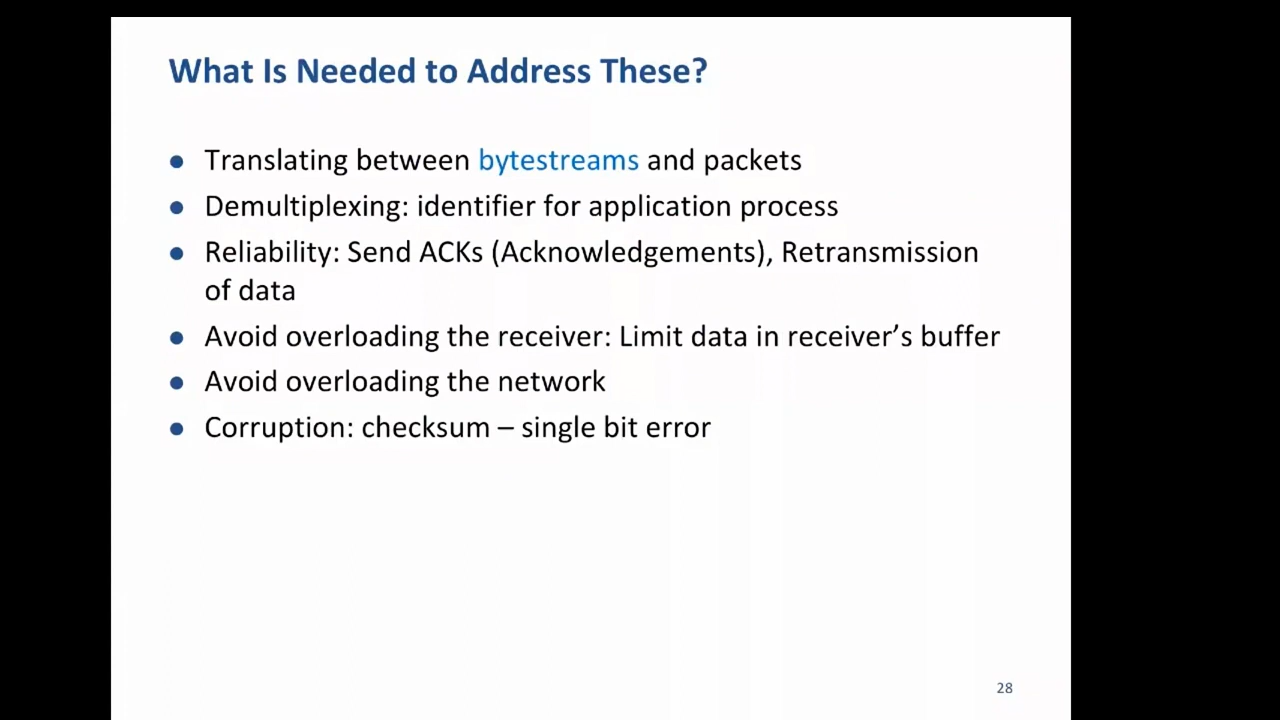 What Is Needed to Address These?
● Translating between bytestreams and packets
● Demultiplexing: identifier for application process
● Reliability: Send ACKs (Acknowledgements), Retransmission
of data
● Avoid overloading the receiver: Limit data in receiver’s buffer
● Avoid overloading the network
● Corruption: checksum – single bit error
28